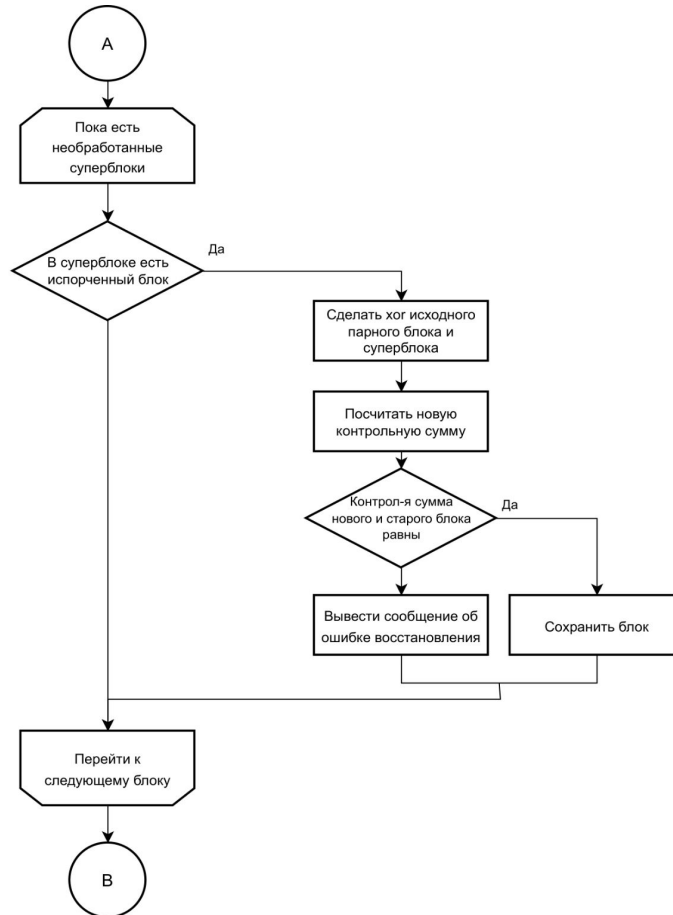 A
Пока есть
необработанные
суперблоки
Да
В суперблоке есть
испорченный блок
Сделать xor исходного
парного блока и
суперблока
Посчитать новую
контрольную сумму
Контрол-я сумма
нового и старого блока
равны
Да
Вывести сообщение об
ошибке восстановления
Сохранить блок
Перейти к
следующему блоку
B